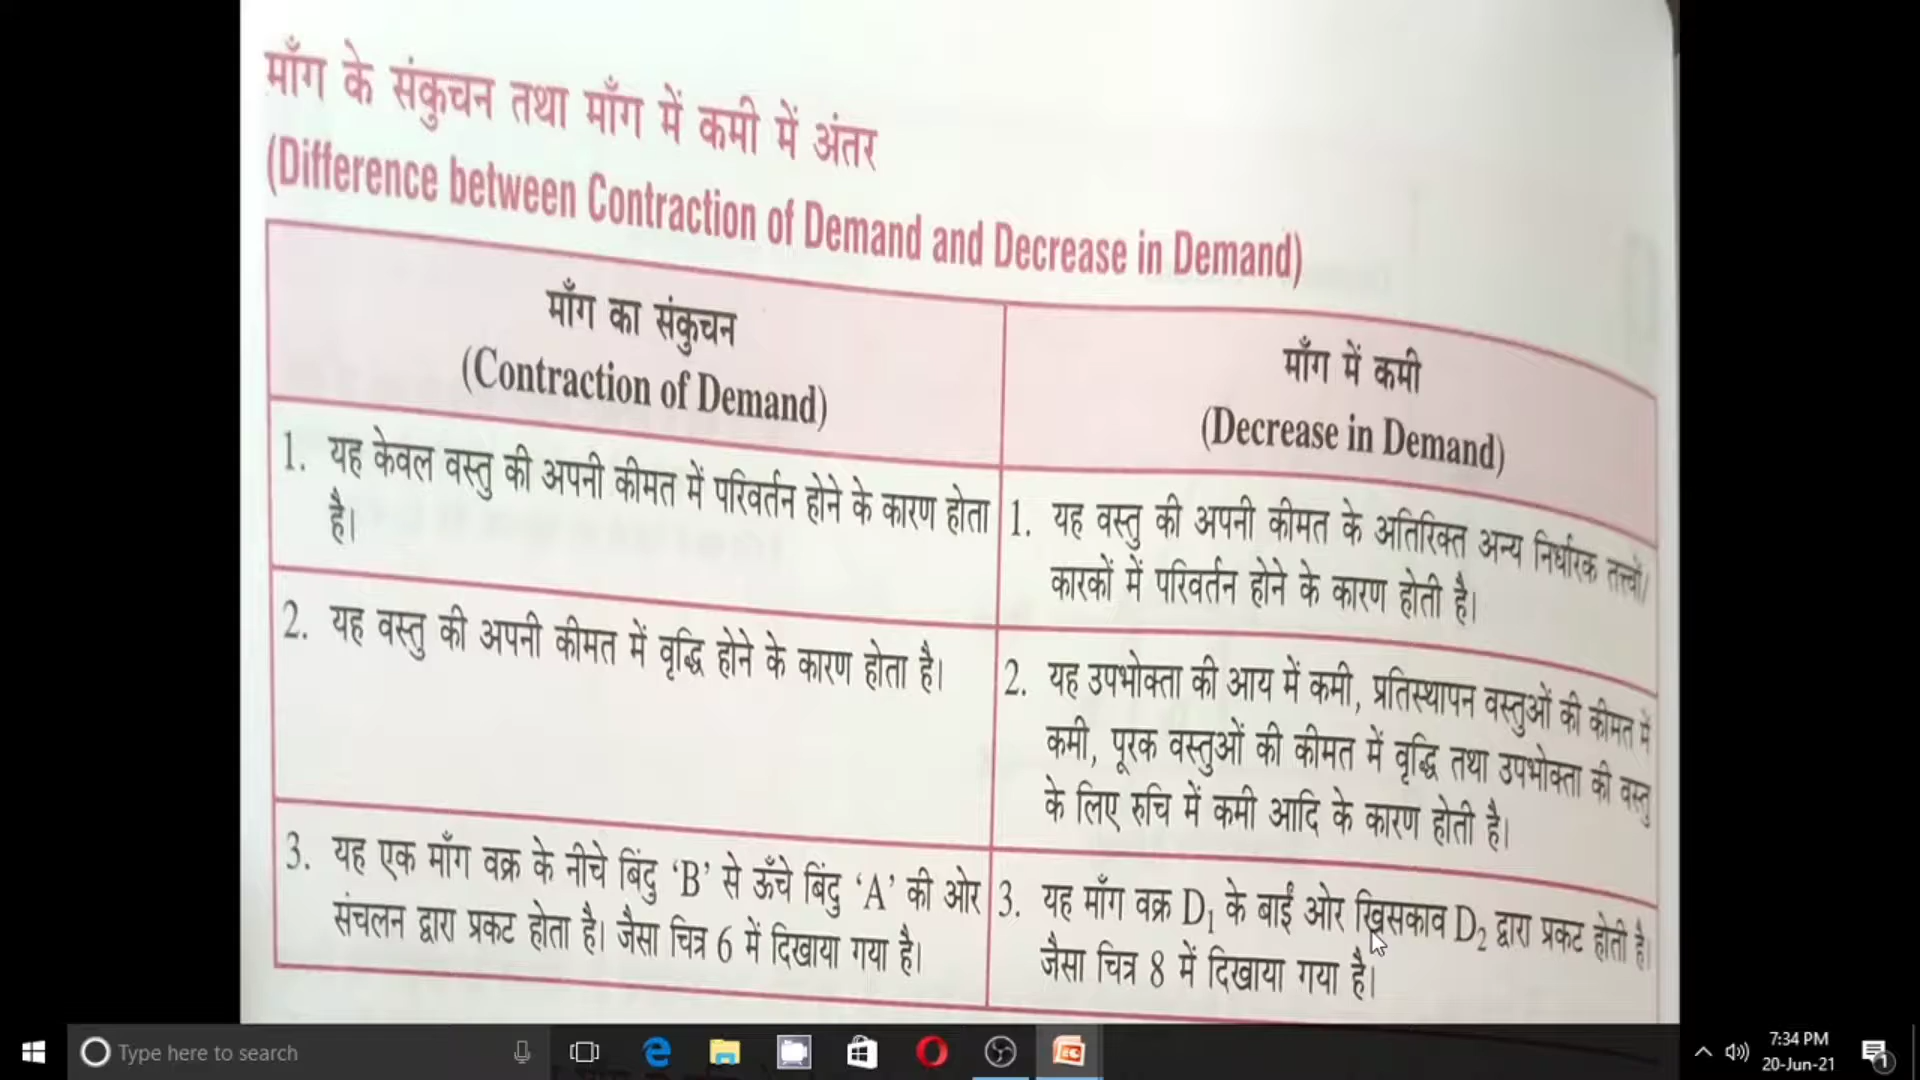 माँग के संकुचन तथा माँग में कमी में अंतर
(Difference between Contraction of Demand and Decrease in Demand)
माँग का संकुचन
(Contraction of Demand)
1. यह केवल वस्तु की अपनी कीमत में परिवर्तन होने के कारण होता
है।
2. यह वस्तु की अपनी कीमत में वृद्धि होने के कारण होता है।
3. यह एक माँग वक्र के नीचे बिंदु ‘B’ से ऊँचे बिंदु ‘A’ की ओर
संचलन द्वारा प्रकट होता है। जैसा चित्र 6 में दिखाया गया है।
माँग में कमी
(Decrease in Demand)
1. यह वस्तु की अपनी कीमत के अतिरिक्त अन्य निर्धारक तत्त्वों/
कारकों में परिवर्तन होने के कारण होती है।
2. यह उपभोक्ता की आय में कमी, प्रतिस्थापन वस्तुओं की कीमत में
कमी, पूरक वस्तुओं की कीमत में वृद्धि तथा उपभोक्ता की वस्तु
के लिए रुचि में कमी आदि के कारण होती है।
3. यह माँग वक्र D₁ के बाईं ओर खिसकाव D₂ द्वारा प्रकट होती है।
जैसा चित्र 8 में दिखाया गया है।
Type here to search
7:34 PM
20-Jun-21
1